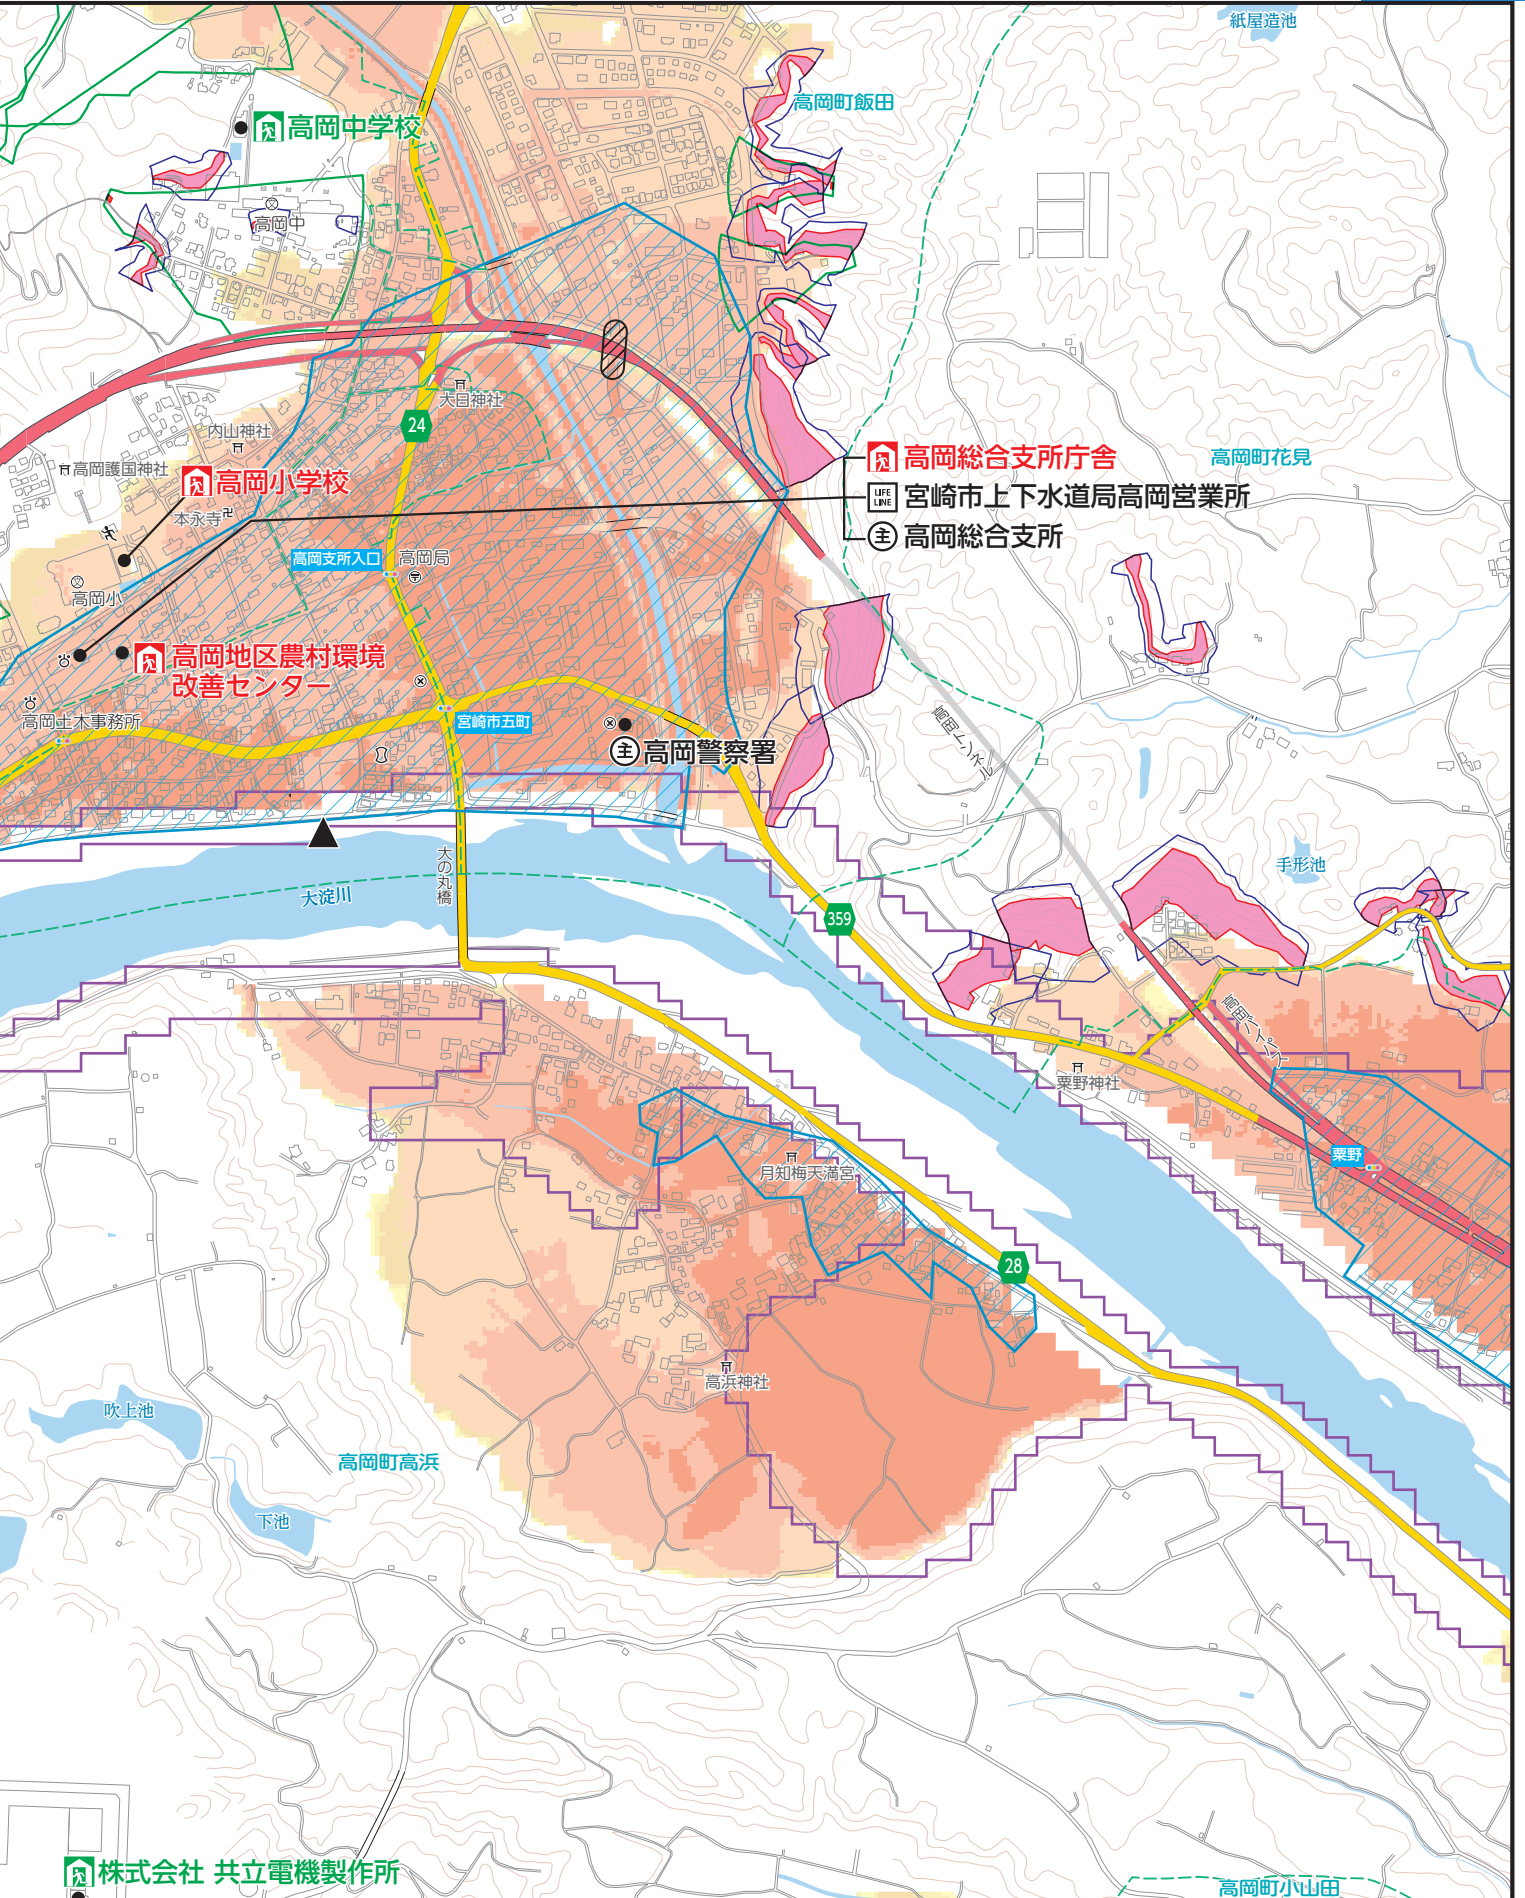 紙屋造池
高岡町飯田
高岡中学校
高岡中
大日神社
24
内山神社
高岡護国神社
高岡小学校
本永寺
高岡総合支所庁舎
LIFE
LINE
宮崎市上下水道局高岡営業所
主
高岡総合支所
高岡町花見
高岡支所入口
高岡局
高岡小
高岡地区農村環境
改善センター
高岡土木事務所
宮崎市五町
主
高岡警察署
高岡トンネル
大の丸橋
大淀川
359
手形池
高岡バイパス
粟野神社
粟野
月知梅天満宮
28
高浜神社
吹上池
高岡町高浜
下池
株式会社 共立電機製作所
高岡町小山田